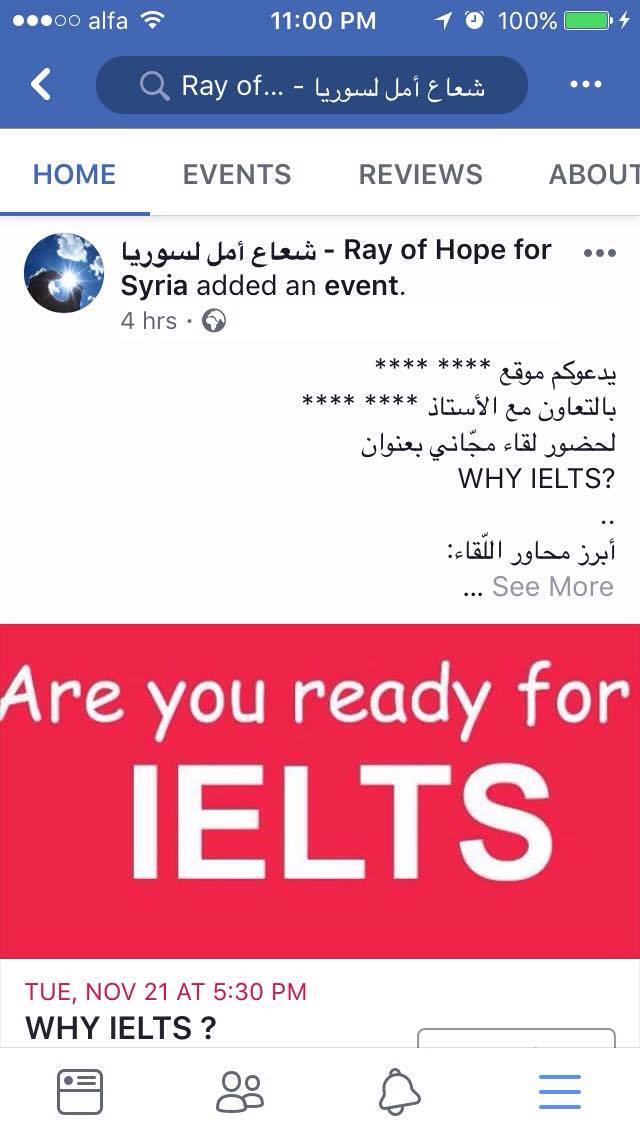 alfa 11:00 PM 100%
Ray of... - شعاع أمل لسوريا
HOME EVENTS REVIEWS ABOUT
شعاع أمل لسوريا - Ray of Hope for
Syria added an event.
4 hrs ·
يدعوكم موقع **** ****
بالتعاون مع الأستاذ **** ****
لحضور لقاء مجّاني بعنوان
WHY IELTS?
..
أبرز محاور اللّقاء:
... See More
Are you ready for
IELTS
TUE, NOV 21 AT 5:30 PM
WHY IELTS ?